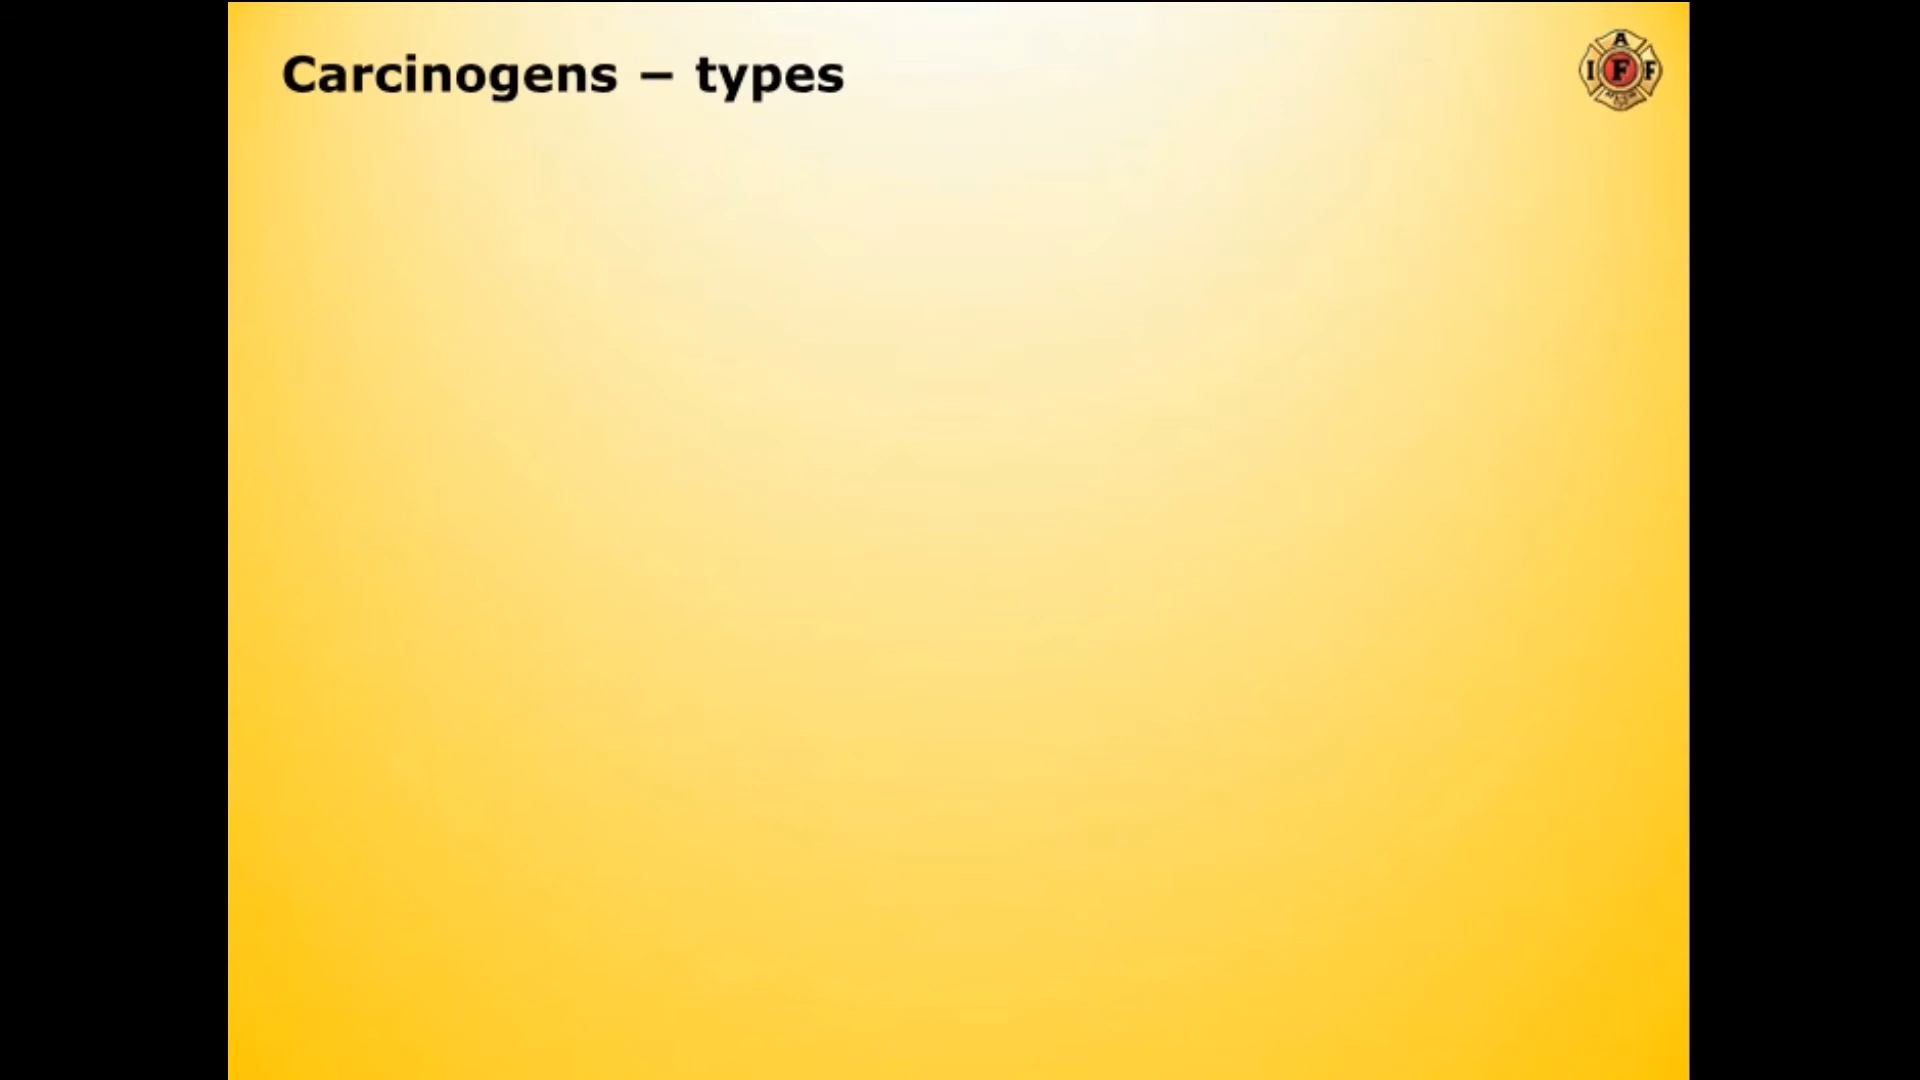 Carcinogens – types
A
I F F